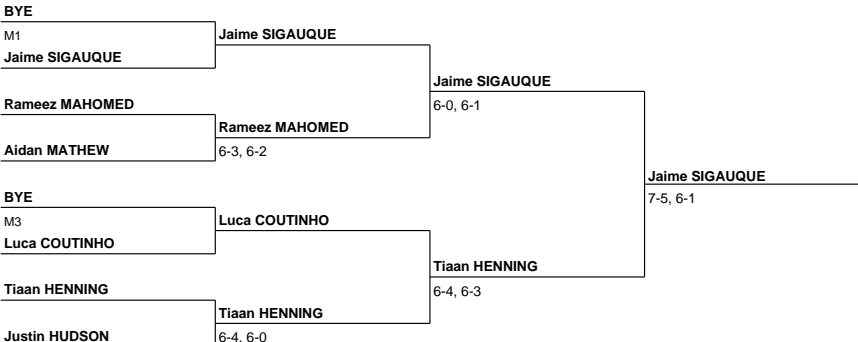 BYE
M1
Jaime SIGAUQUE
Jaime SIGAUQUE
Jaime SIGAUQUE
6-0, 6-1
Rameez MAHOMED
Rameez MAHOMED
Aidan MATHEW
6-3, 6-2
Jaime SIGAUQUE
7-5, 6-1
BYE
M3
Luca COUTINHO
Luca COUTINHO
Tiaan HENNING
6-4, 6-3
Tiaan HENNING
Tiaan HENNING
Justin HUDSON
6-4, 6-0